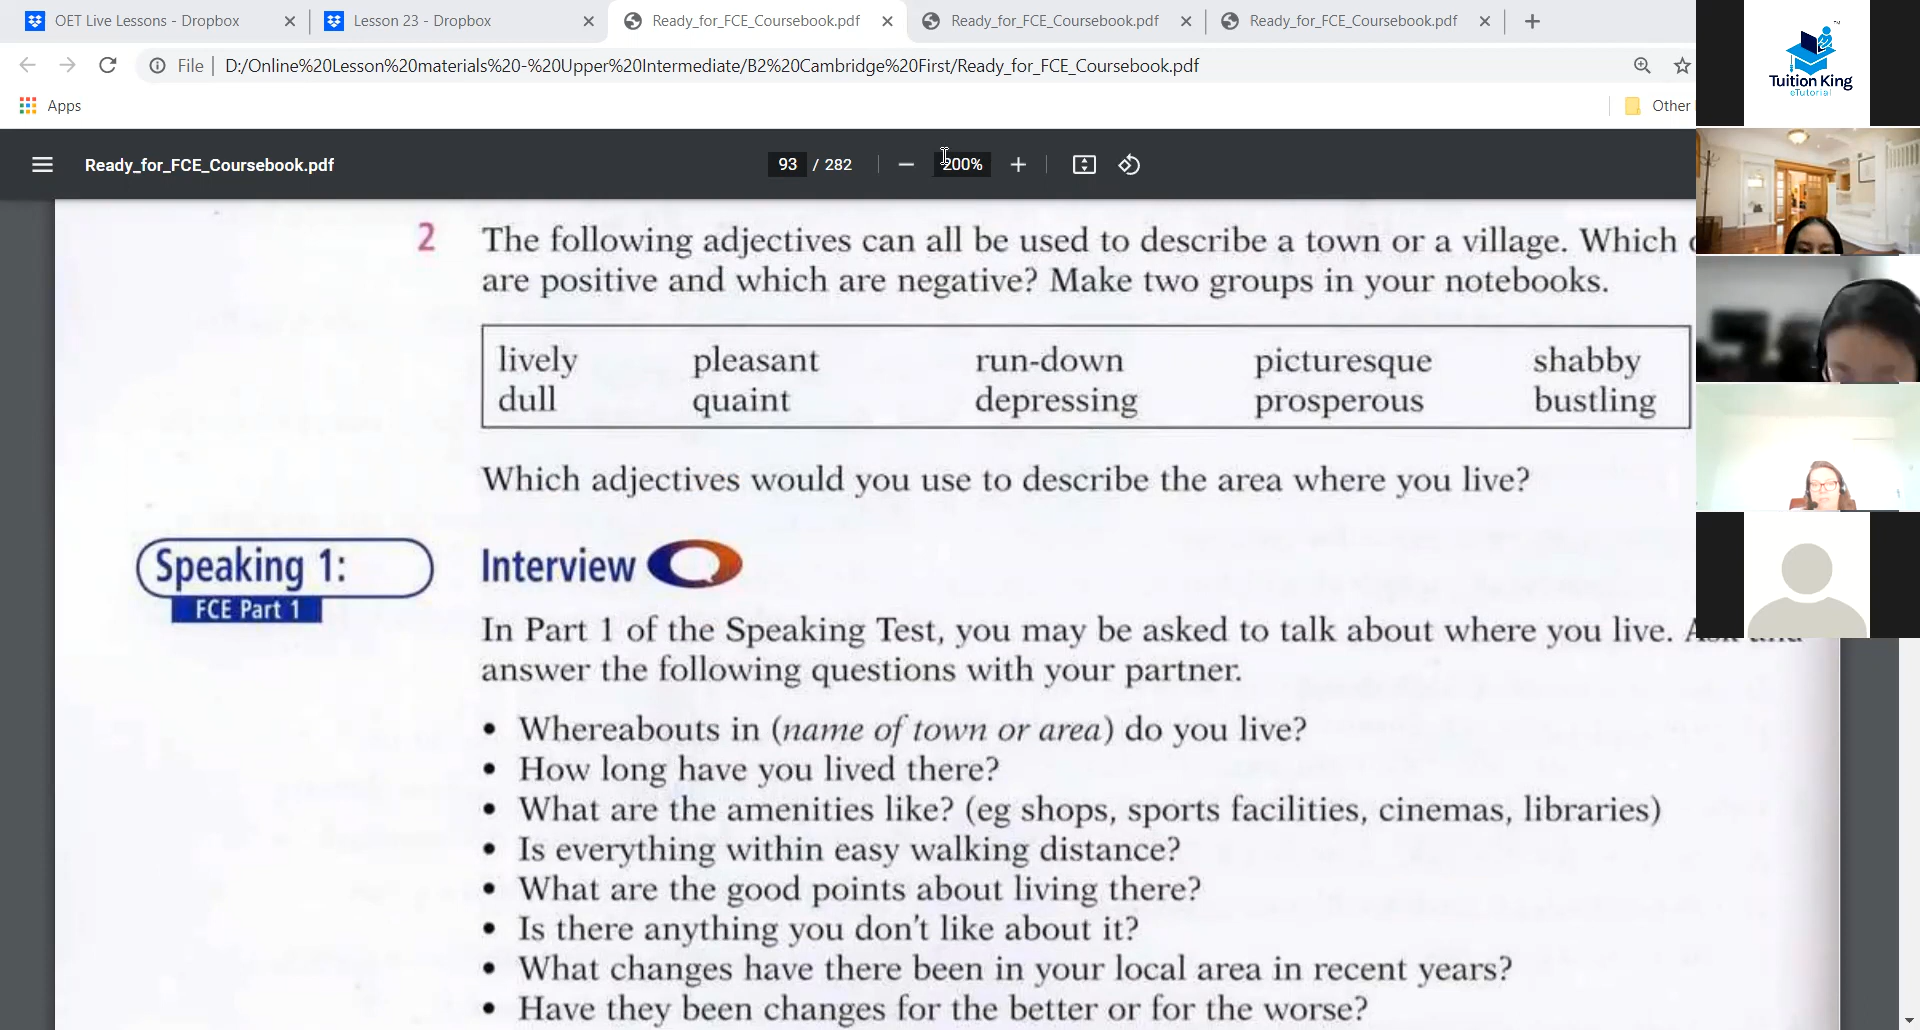 OET Live Lessons - Dropbox
Lesson 23 - Dropbox
Ready_for_FCE_Coursebook.pdf
Ready_for_FCE_Coursebook.pdf
Ready_for_FCE_Coursebook.pdf
File
D:/Online%20Lesson%20materials%20-%20Upper%20Intermediate/B2%20Cambridge%20First/Ready_for_FCE_Coursebook.pdf
Apps
Other
Tuition King
eTutorial
Ready_for_FCE_Coursebook.pdf
93 / 282
200%
2 The following adjectives can all be used to describe a town or a village. Which
are positive and which are negative? Make two groups in your notebooks.
lively pleasant run-down picturesque shabby
dull quaint depressing prosperous bustling
Which adjectives would you use to describe the area where you live?
Speaking 1:
FCE Part 1
Interview
In Part 1 of the Speaking Test, you may be asked to talk about where you live.
answer the following questions with your partner.
• Whereabouts in (name of town or area) do you live?
• How long have you lived there?
• What are the amenities like? (eg shops, sports facilities, cinemas, libraries)
• Is everything within easy walking distance?
• What are the good points about living there?
• Is there anything you don't like about it?
• What changes have there been in your local area in recent years?
• Have they been changes for the better or for the worse?